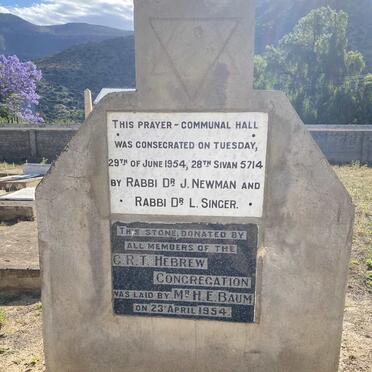 THIS PRAYER-COMMUNAL HALL
WAS CONSECRATED ON TUESDAY,
29TH OF JUNE 1954, 28TH SIVAN 5714
BY RABBI DR J. NEWMAN AND
RABBI DR L. SINGER.
THIS STONE, DONATED BY
ALL MEMBERS OF THE
G.R.T. HEBREW
CONGREGATION
WAS LAID BY MR H.E. BAUM
ON 23RD APRIL 1954.